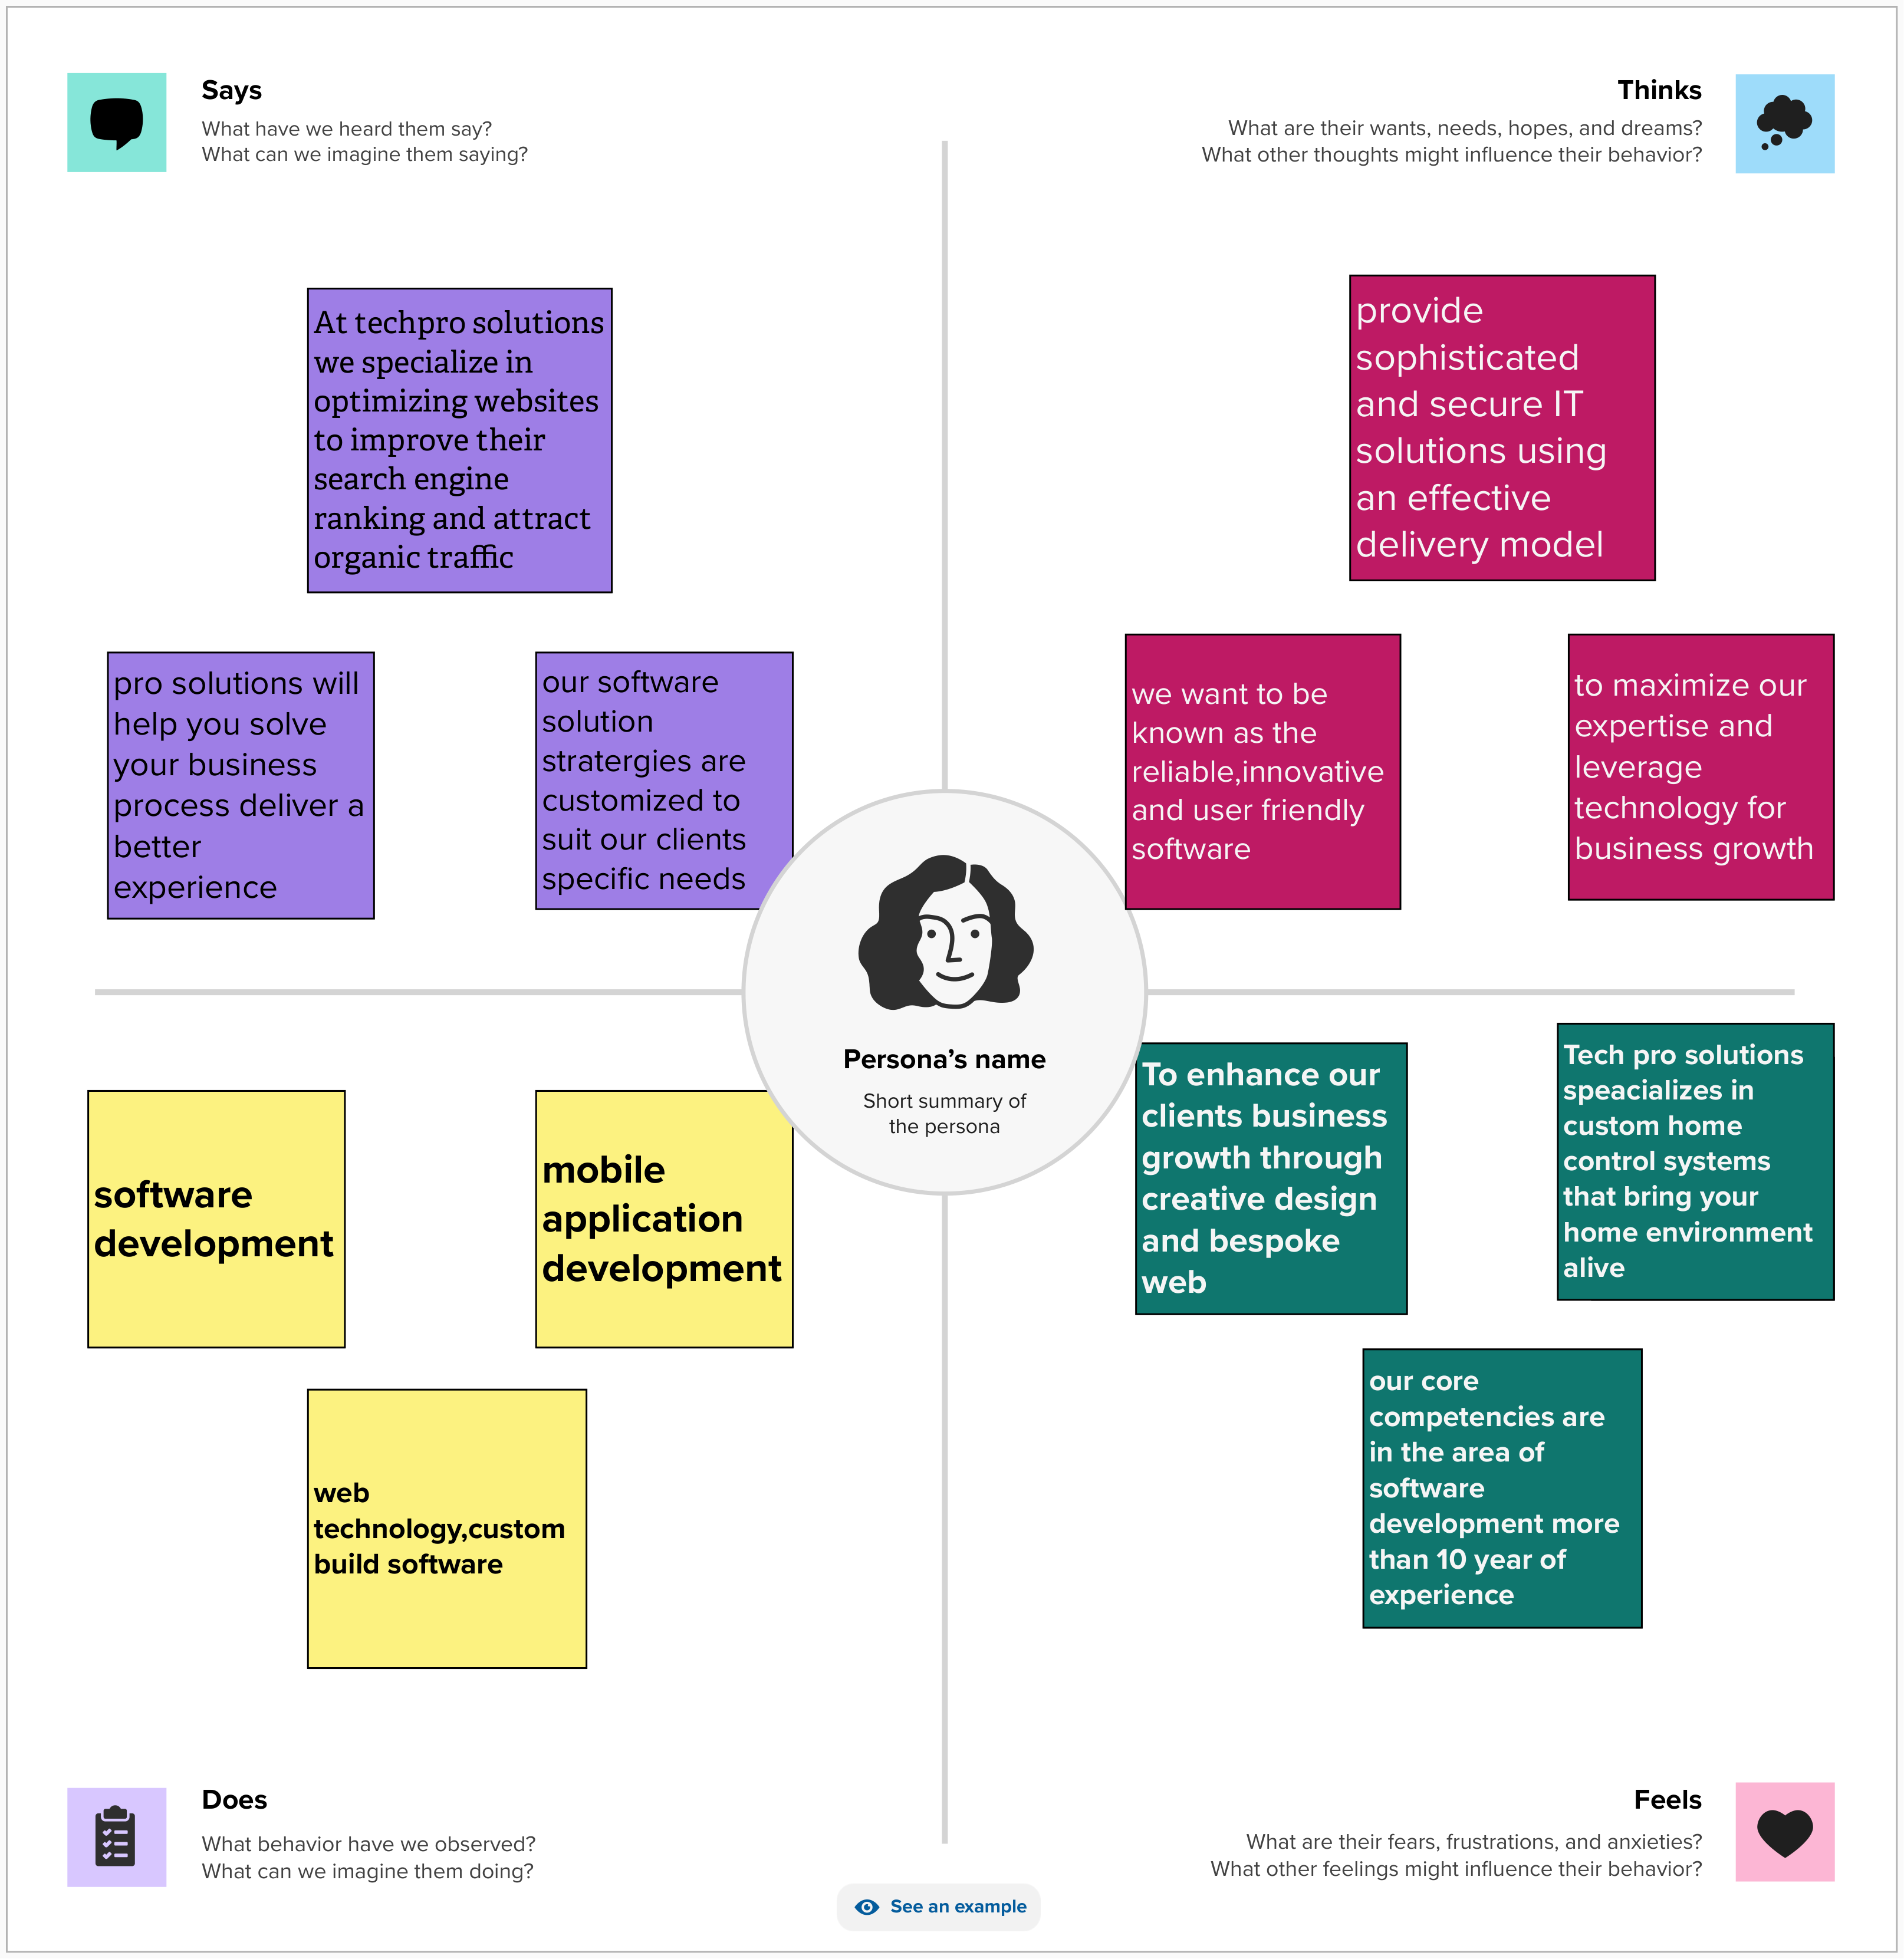 Says
What have we heard them say?
What can we imagine them saying?
Thinks
What are their wants, needs, hopes, and dreams?
What other thoughts might influence their behavior?
At techpro solutions
we specialize in
optimizing websites
to improve their
search engine
ranking and attract
organic traffic
provide
sophisticated
and secure IT
solutions using
an effective
delivery model
pro solutions will
help you solve
your business
process deliver a
better
experience
our software
solution
stratergies are
customized to
suit our clients
specific needs
we want to be
known as the
reliable,innovative
and user friendly
software
to maximize our
expertise and
leverage
technology for
business growth
Persona's name
Short summary of
the persona
software
development
mobile
application
development
web
technology,custom
build software
To enhance our
clients business
growth through
creative design
and bespoke
web
Tech pro solutions
speacializes in
custom home
control systems
that bring your
home environment
alive
our core
competencies are
in the area of
software
development more
than 10 year of
experience
Does
What behavior have we observed?
What can we imagine them doing?
Feels
What are their fears, frustrations, and anxieties?
What other feelings might influence their behavior?
See an example